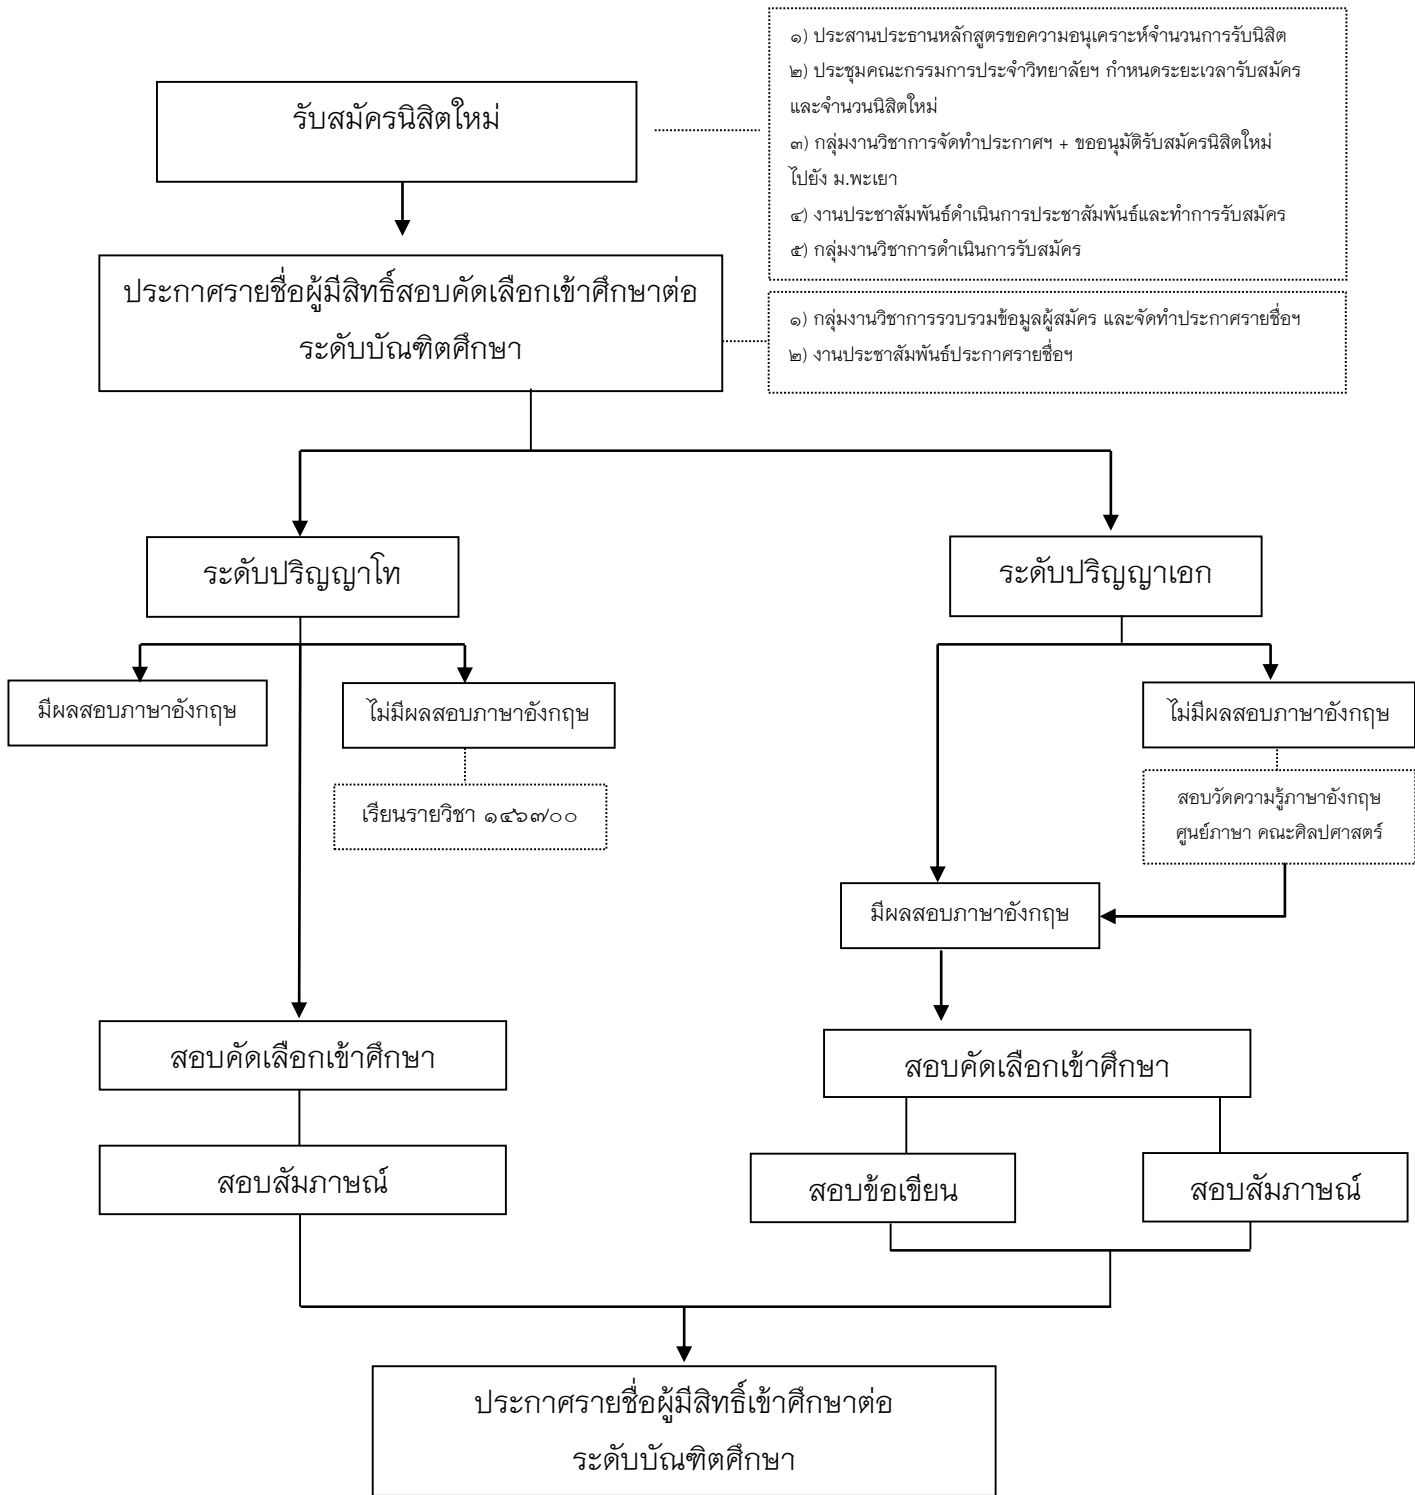 ๑) ประสานประธานหลักสูตรขอความอนุเคราะห์จำนวนการรับนิสิต
๒) ประชุมคณะกรรมการประจำวิทยาลัยฯ กำหนดระยะเวลารับสมัคร
และจำนวนนิสิตใหม่
๓) กลุ่มงานวิชาการจัดทำประกาศฯ + ขออนุมัติรับสมัครนิสิตใหม่
ไปยัง ม.พะเยา
๔) งานประชาสัมพันธ์ดำเนินการประชาสัมพันธ์และทำการรับสมัคร
๕) กลุ่มงานวิชาการดำเนินการรับสมัคร
รับสมัครนิสิตใหม่
ประกาศรายชื่อผู้มีสิทธิ์สอบคัดเลือกเข้าศึกษาต่อ
ระดับบัณฑิตศึกษา
๑) กลุ่มงานวิชาการรวบรวมข้อมูลผู้สมัคร และจัดทำประกาศรายชื่อฯ
๒) งานประชาสัมพันธ์ประกาศรายชื่อฯ
ระดับปริญญาโท
ระดับปริญญาเอก
มีผลสอบภาษาอังกฤษ
ไม่มีผลสอบภาษาอังกฤษ
ไม่มีผลสอบภาษาอังกฤษ
เรียนรายวิชา ๑๔๖๗๐๐
สอบวัดความรู้ภาษาอังกฤษ
ศูนย์ภาษา คณะศิลปศาสตร์
มีผลสอบภาษาอังกฤษ
สอบคัดเลือกเข้าศึกษา
สอบคัดเลือกเข้าศึกษา
สอบสัมภาษณ์
สอบข้อเขียน
สอบสัมภาษณ์
ประกาศรายชื่อผู้มีสิทธิ์เข้าศึกษาต่อ
ระดับบัณฑิตศึกษา